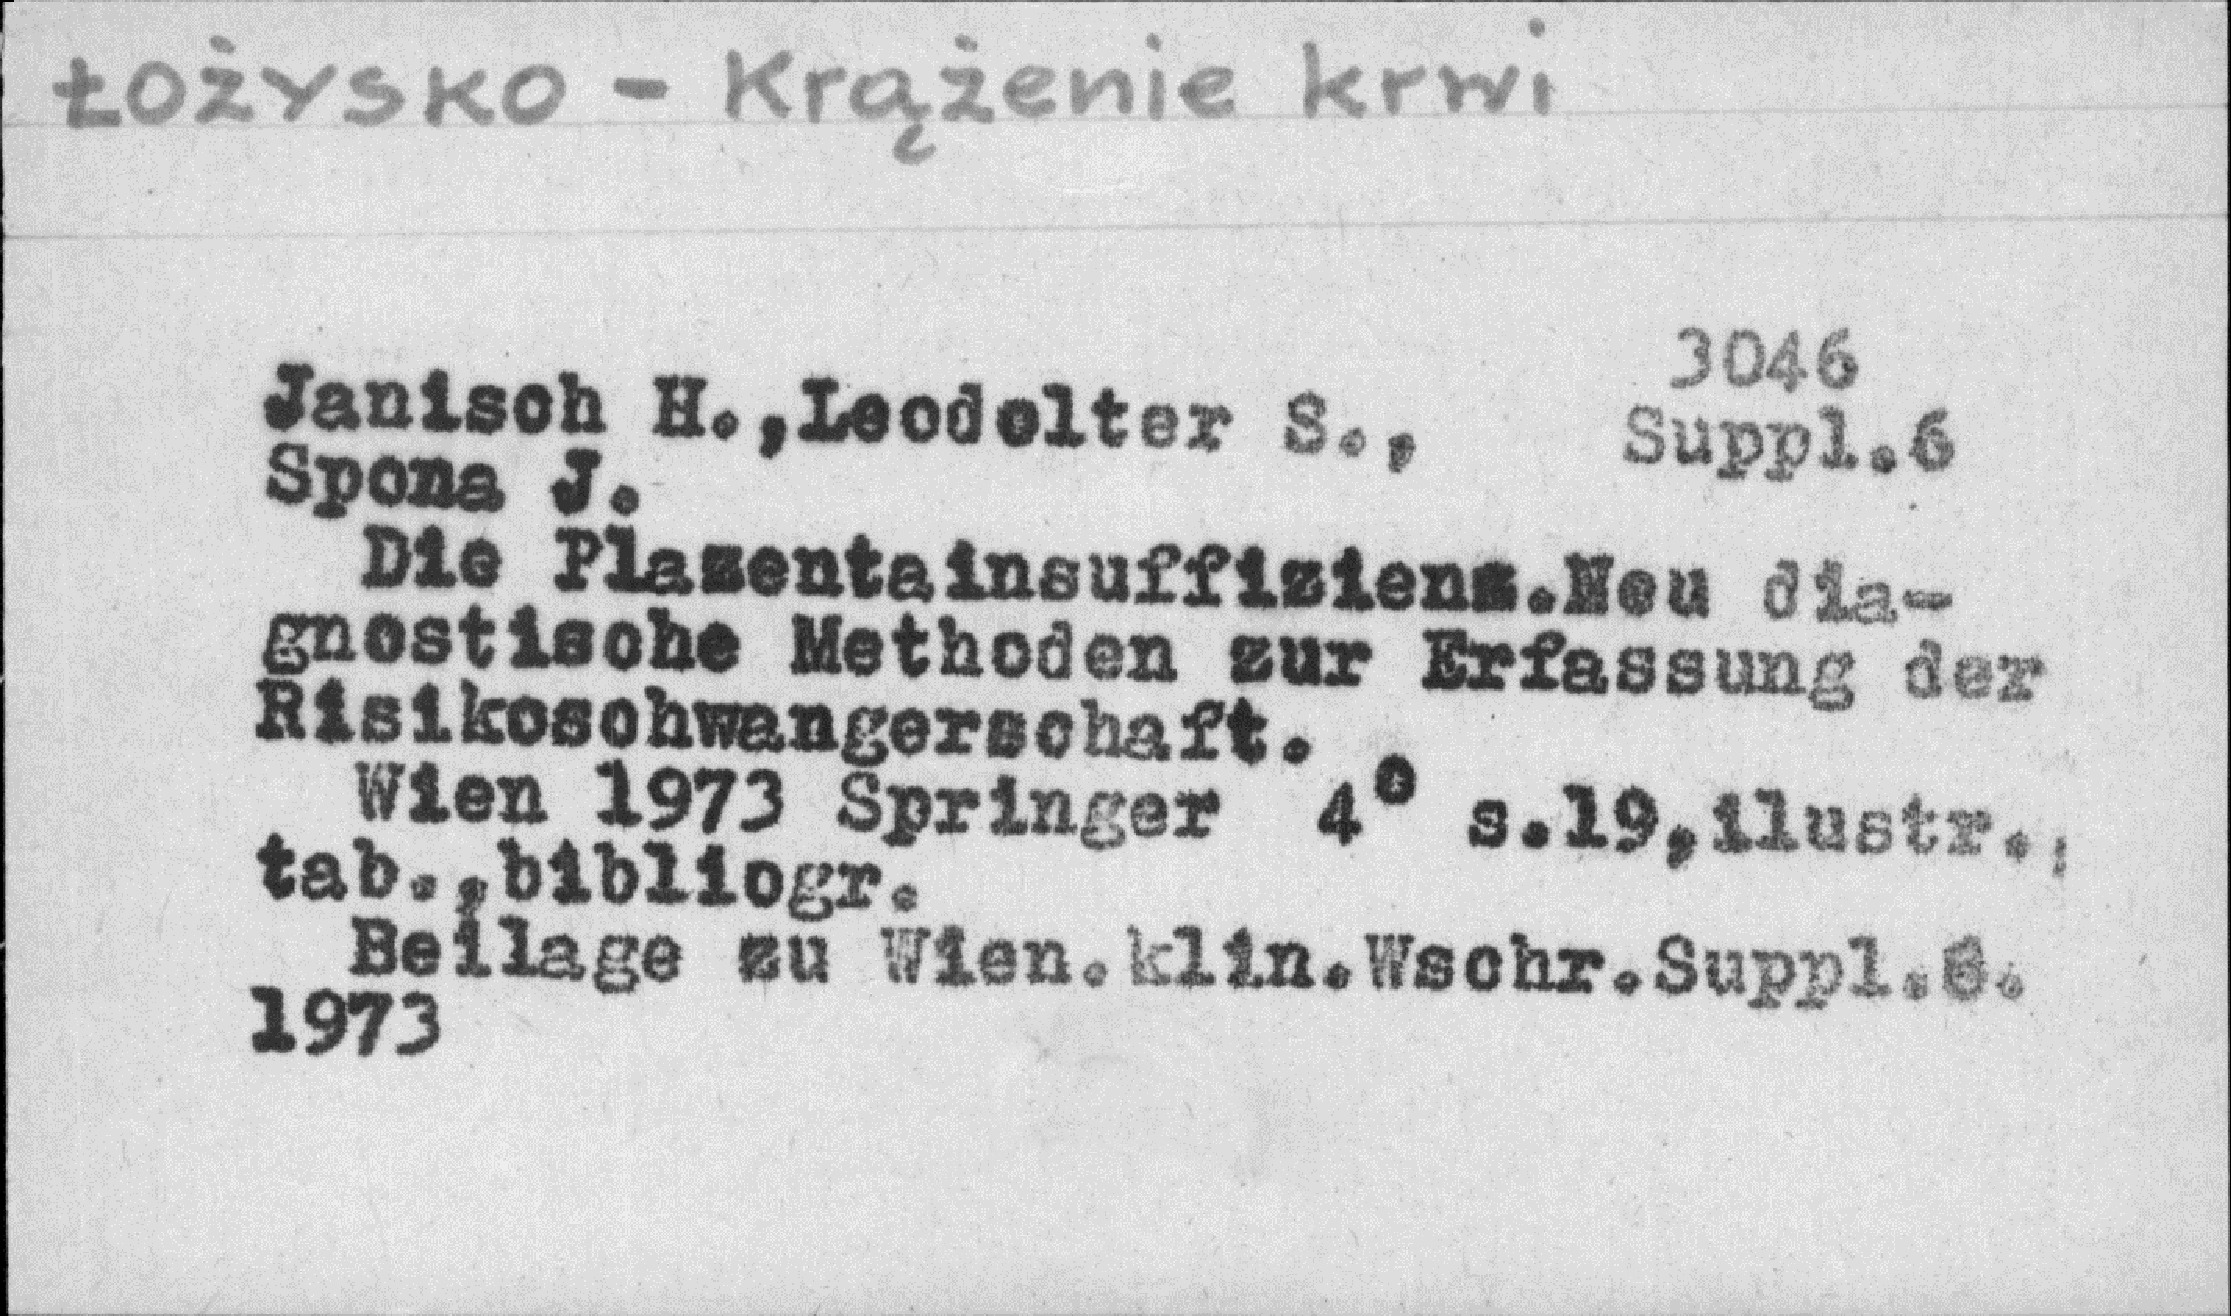 ŁOŻYSKO - Krążenie krwi
3046
Janisch H.,Leodolter S., Suppl.6
Spona J.
Die Plazentainsuffizienz.Neu dia-
gnostische Methoden zur Erfassung der
Risikoschwangerschaft.
Wien 1973 Springer 4° s.19,ilustr.,
tab.,bibliogr.
Beilage zu Wien.klin.Wschr.Suppl.6.
1973